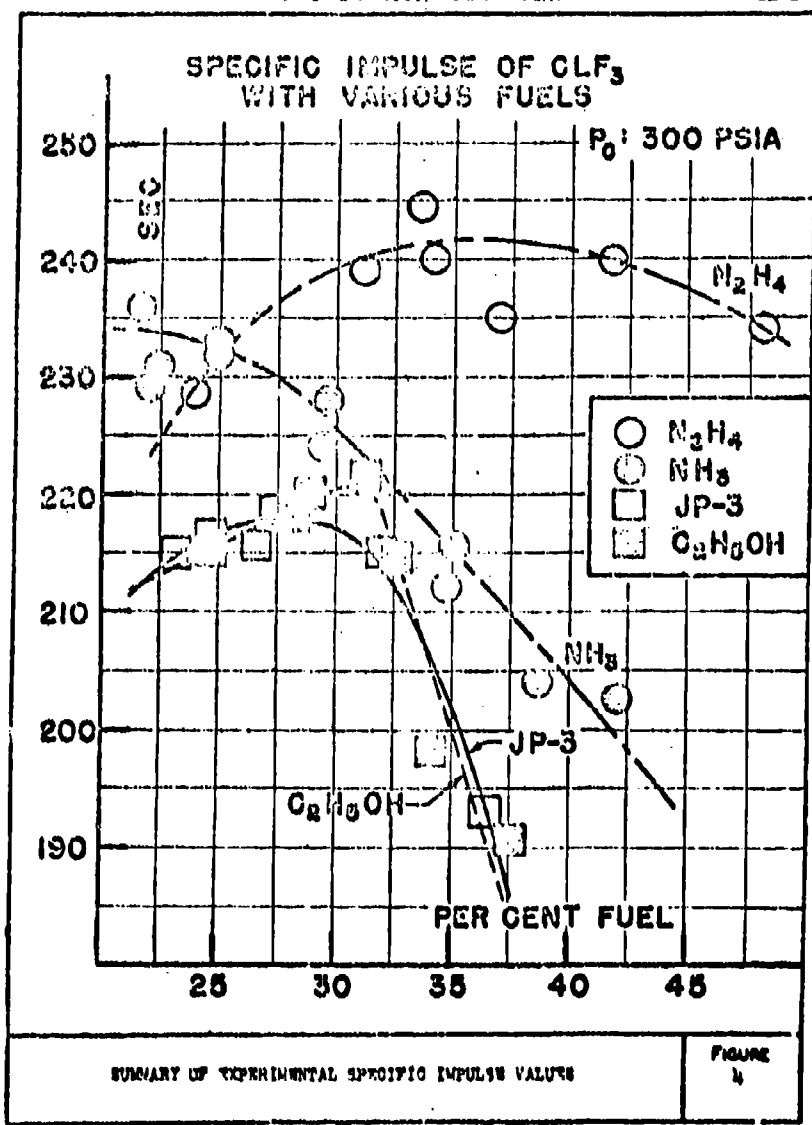 SPECIFIC IMPULSE OF CLF₃
WITH VARIOUS FUELS
P₀: 300 PSIA
250
240
230
220
210
200
190
SEC
N₂H₄
N₂H₄
NH₃
JP-3
C₂H₅OH
NH₃
JP-3
C₂H₅OH
PER CENT FUEL
25 30 35 40 45
SUMMARY OF EXPERIMENTAL SPECIFIC IMPULSE VALUES
FIGURE
4